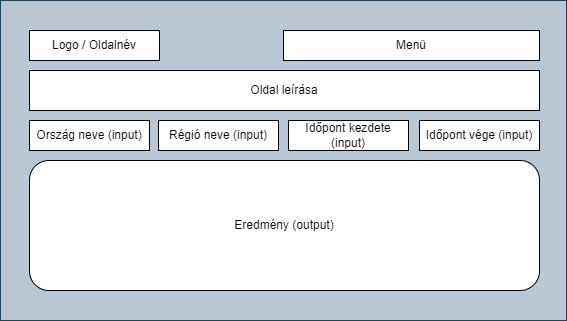 Logo / Oldalnév
Menü
Oldal leírása
Ország neve (input)
Régió neve (input)
Időpont kezdete
(input)
Időpont vége (input)
Eredmény (output)